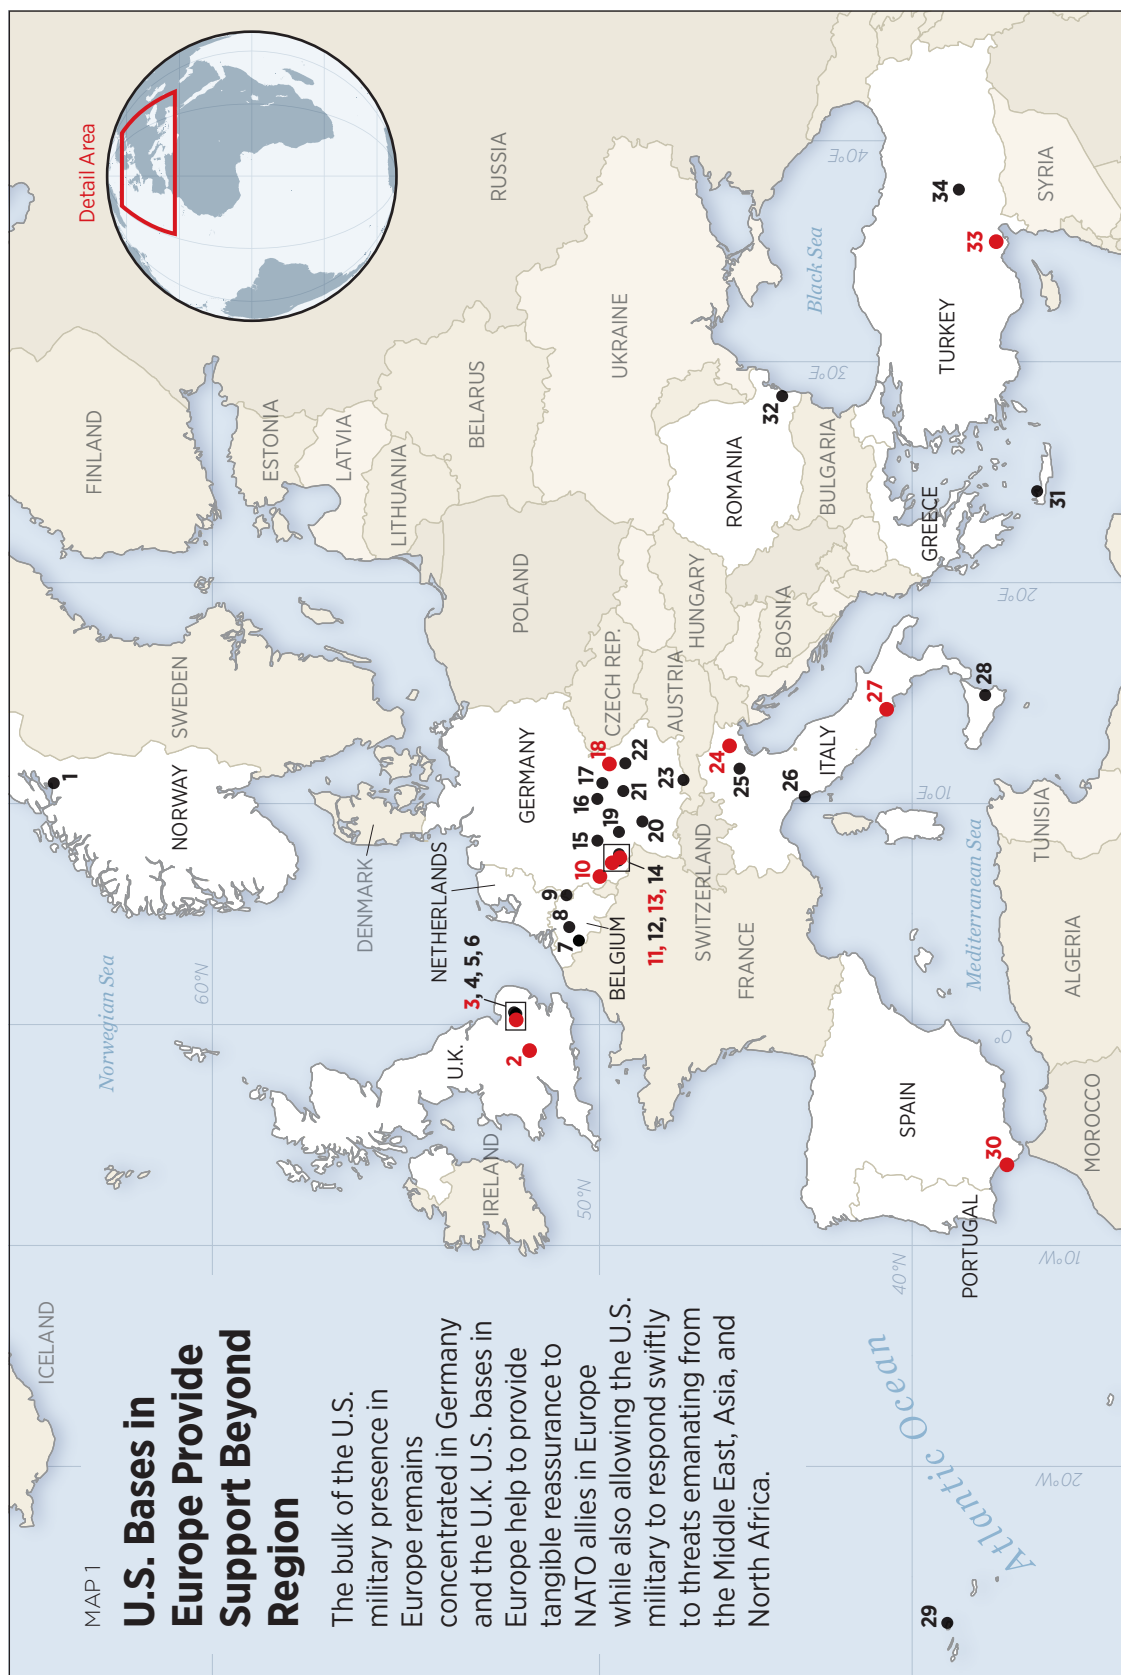 MAP 1
U.S. Bases in
Europe Provide
Support Beyond
Region
The bulk of the U.S.
military presence in
Europe remains
concentrated in Germany
and the U.K. U.S. bases in
Europe help to provide
tangible reassurance to
NATO allies in Europe
while also allowing the U.S.
military to respond swiftly
to threats emanating from
the Middle East, Asia, and
North Africa.
Detail Area
ICELAND
Norwegian Sea
60°N
NORWAY
1
SWEDEN
FINLAND
ESTONIA
LATVIA
LITHUANIA
RUSSIA
BELARUS
DENMARK
NETHERLANDS
3, 4, 5, 6
U.K.
2
IRELAND
50°N
GERMANY
POLAND
UKRAINE
7
8
9
10
BELGIUM
11, 12, 13, 14
15
16
17
18
19
20
21
22
23
CZECH REP.
AUSTRIA
HUNGARY
SWITZERLAND
FRANCE
24
25
26
ITALY
27
28
BOSNIA
ROMANIA
32
BULGARIA
Black Sea
30°E
40°E
GREECE
31
20°E
TURKEY
33
34
SYRIA
SPAIN
30
PORTUGAL
40°N
10°W
0°
10°E
Mediterranean Sea
MOROCCO
ALGERIA
TUNISIA
Atlantic Ocean
20°W
29